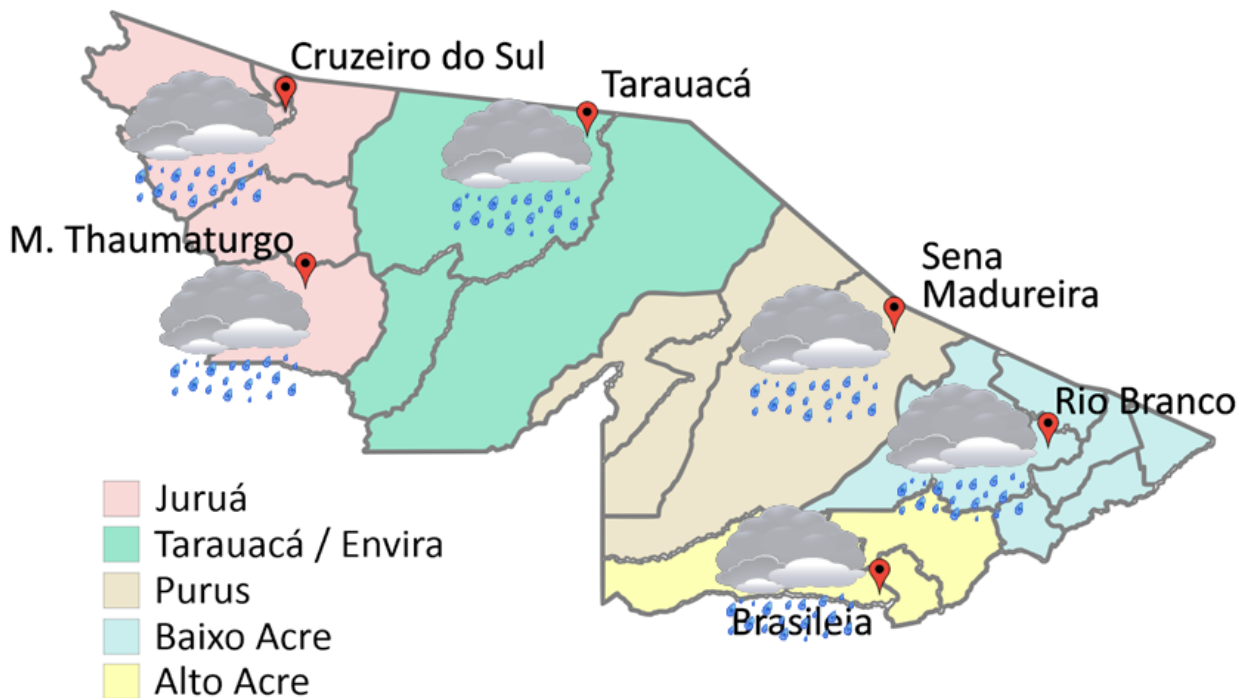 Cruzeiro do Sul
Tarauacá
M. Thaumaturgo
Sena
Madureira
Rio Branco
Brasileia
Juruá
Tarauacá / Envira
Purus
Baixo Acre
Alto Acre